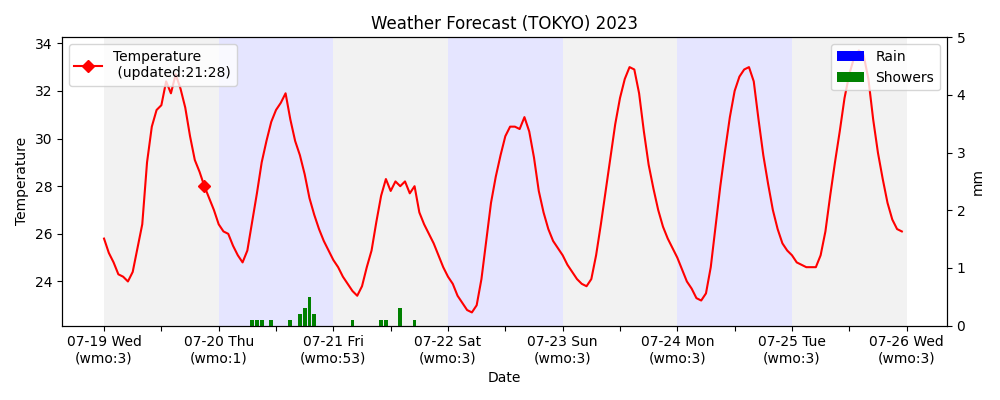 Weather Forecast (TOKYO) 2023
Temperature
(updated:21:28)
Rain
Showers
34
32
30
28
26
24
Temperature
5
4
3
2
1
0
mm
07-19 Wed
(wmo:3)
07-20 Thu
(wmo:1)
07-21 Fri
(wmo:53)
07-22 Sat
(wmo:3)
07-23 Sun
(wmo:3)
07-24 Mon
(wmo:3)
07-25 Tue
(wmo:3)
07-26 Wed
(wmo:3)
Date